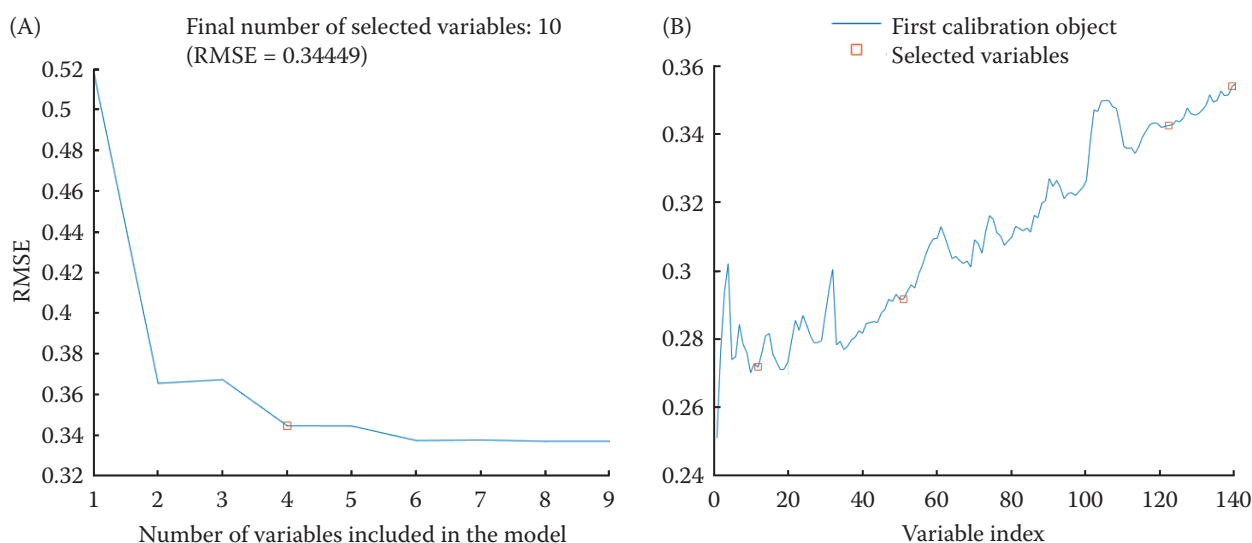 (A)
Final number of selected variables: 10
(RMSE = 0.34449)
0.52
0.5
0.48
0.46
0.44
0.42
0.4
0.38
0.36
0.34
0.32
RMSE
1 2 3 4 5 6 7 8 9
Number of variables included in the model
(B)
First calibration object
Selected variables
0.36
0.34
0.32
0.3
0.28
0.26
0.24
0 20 40 60 80 100 120 140
Variable index